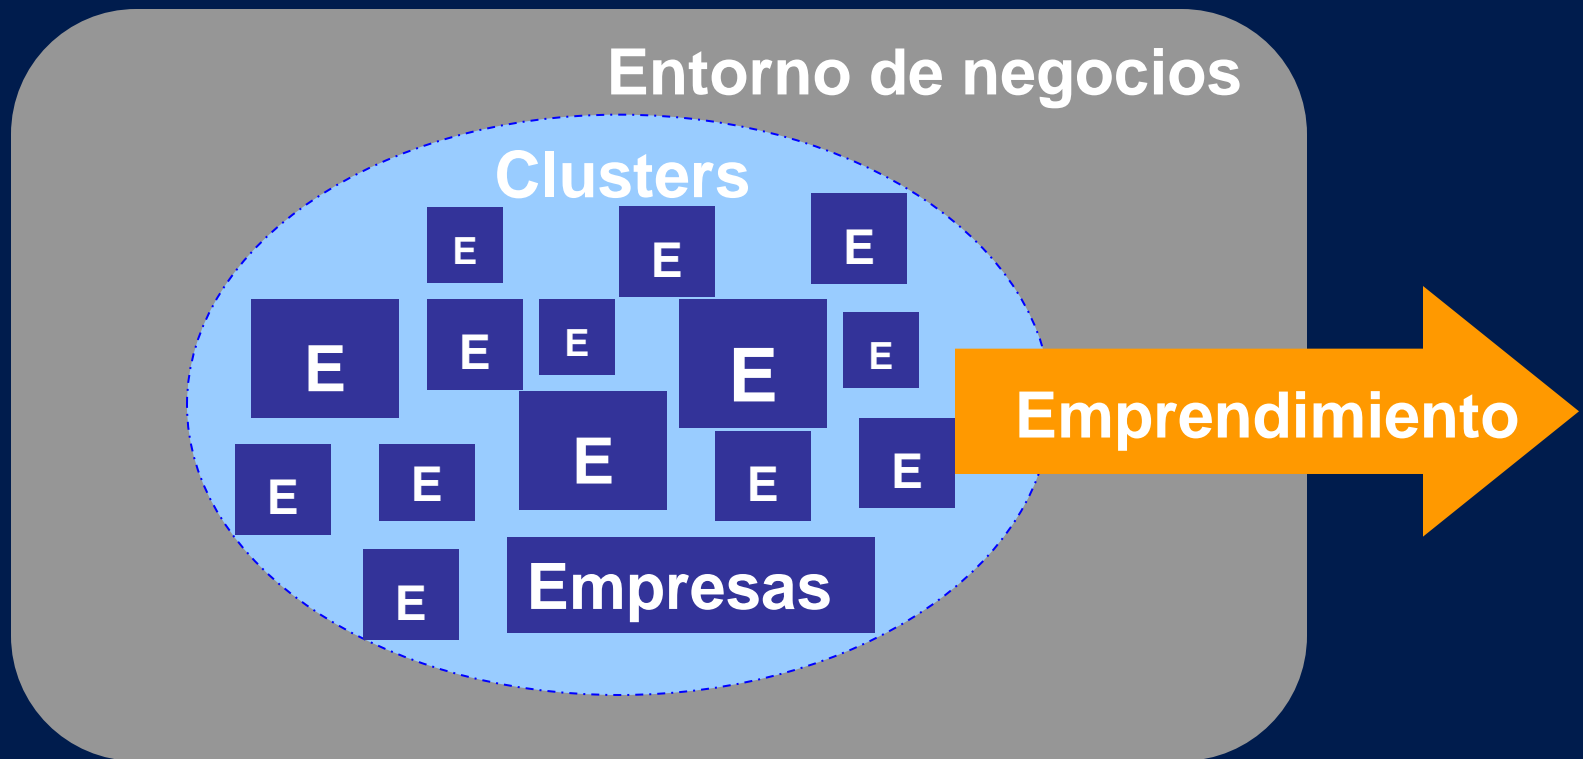 Entorno de negocios
Clusters
E E E
E E E E E
E E E E E
Emprendimiento
E
Empresas